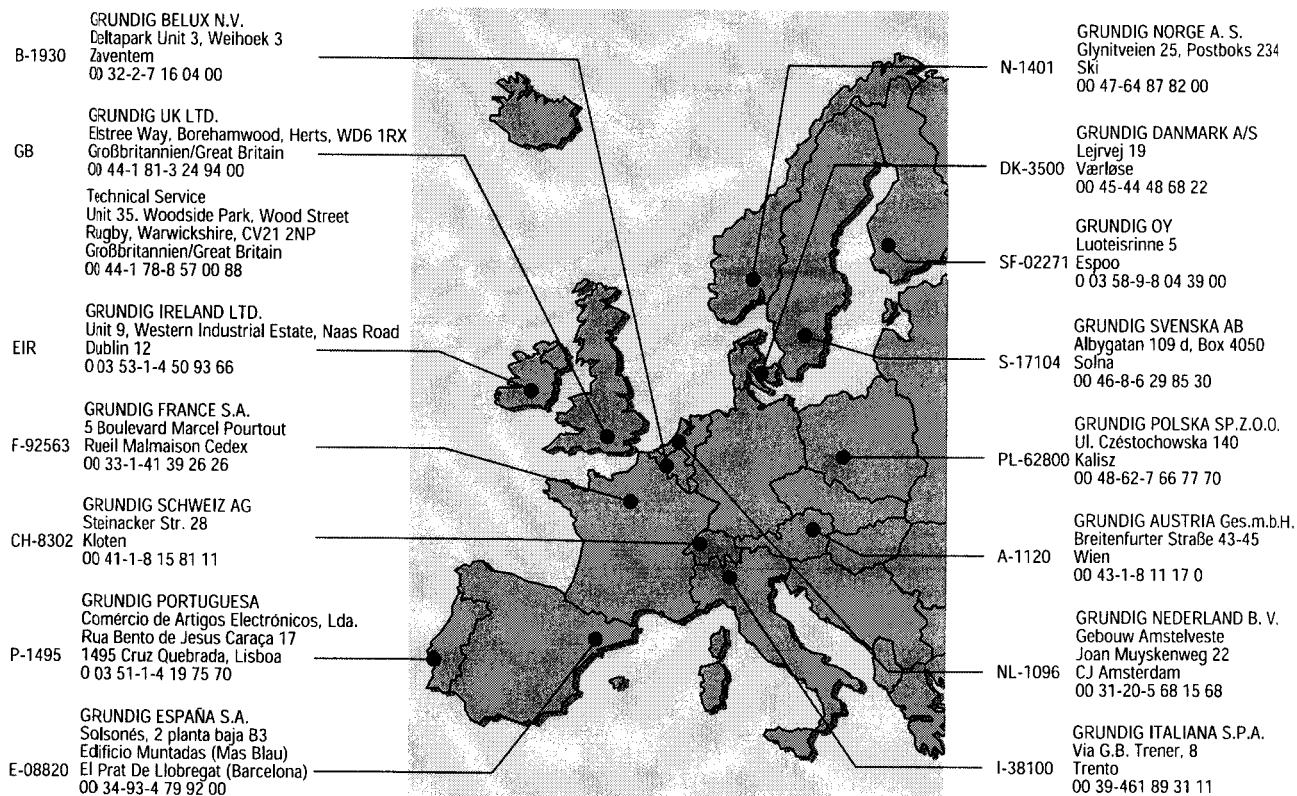 GRUNDIG BELUX N.V.
Deltapark Unit 3, Weihoek 3
B-1930 Zaventem
00 32-2-7 16 04 00
GRUNDIG UK LTD.
Elstree Way, Borehamwood, Herts, WD6 1RX
GB Großbritannien/Great Britain
00 44-1 81-3 24 94 00
Technical Service
Unit 35. Woodside Park, Wood Street
Rugby, Warwickshire, CV21 2NP
Großbritannien/Great Britain
00 44-1 78-8 57 00 88
GRUNDIG IRELAND LTD.
Unit 9, Western Industrial Estate, Naas Road
EIR Dublin 12
0 03 53-1-4 50 93 66
GRUNDIG FRANCE S.A.
5 Boulevard Marcel Pourtout
F-92563 Rueil Malmaison Cedex
00 33-1-41 39 26 26
GRUNDIG SCHWEIZ AG
Steinacker Str. 28
CH-8302 Kloten
00 41-1-8 15 81 11
GRUNDIG PORTUGUESA
Comércio de Artigos Electrónicos, Lda.
Rua Bento de Jesus Caraça 17
P-1495 1495 Cruz Quebrada, Lisboa
0 03 51-1-4 19 75 70
GRUNDIG ESPAÑA S.A.
Solsonés, 2 planta baja B3
Edificio Muntadas (Mas Blau)
E-08820 El Prat De Llobregat (Barcelona)
00 34-93-4 79 92 00
GRUNDIG NORGE A. S.
Glynitveien 25, Postboks 234
N-1401 Ski
00 47-64 87 82 00
GRUNDIG DANMARK A/S
Lejrvej 19
DK-3500 Værløse
00 45-44 48 68 22
GRUNDIG OY
Luoteisrinne 5
SF-02271 Espoo
0 03 58-9-8 04 39 00
GRUNDIG SVENSKA AB
Albygatan 109 d, Box 4050
S-17104 Solna
00 46-8-6 29 85 30
GRUNDIG POLSKA SP.Z.O.O.
Ul. Czéstochowska 140
PL-62800 Kalisz
00 48-62-7 66 77 70
GRUNDIG AUSTRIA Ges.m.b.H.
Breitenfurter Straße 43-45
A-1120 Wien
00 43-1-8 11 17 0
GRUNDIG NEDERLAND B. V.
Gebouw Amstelveste
Joan Muyskenweg 22
NL-1096 CJ Amsterdam
00 31-20-5 68 15 68
GRUNDIG ITALIANA S.P.A.
Via G.B. Trener, 8
I-38100 Trento
00 39-461 89 31 11